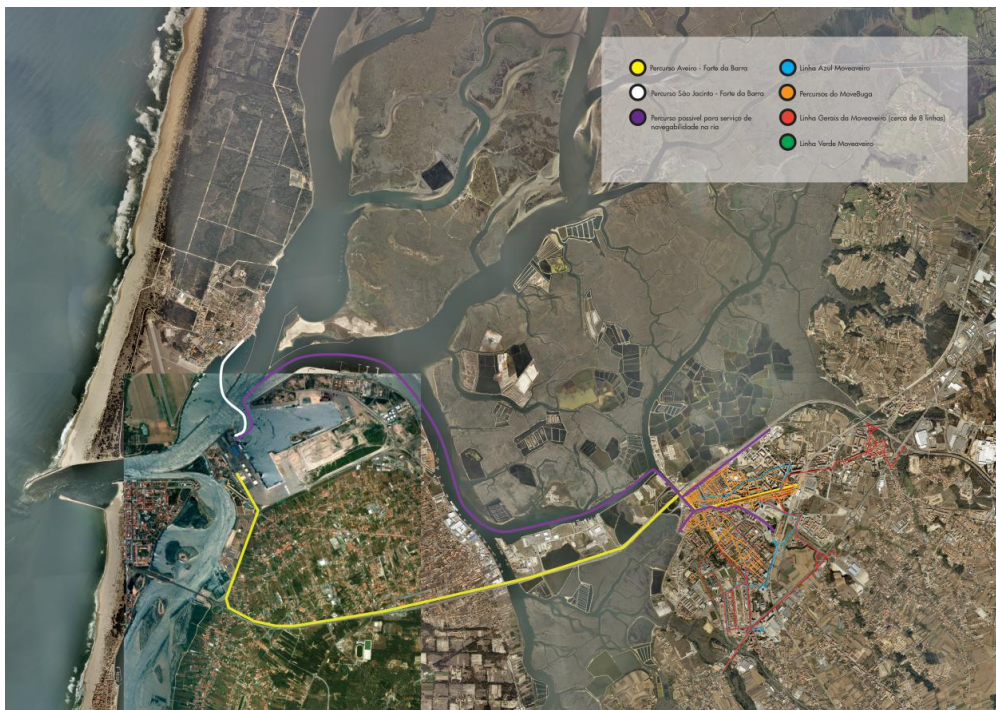 Percurso Aveiro - Forte da Barra
Percurso São Jacinto - Forte da Barra
Percurso possível para serviço de
navegabilidade na ria
Linha Azúl Moveaveiro
Percursos do MoveBuga
Linha Gerais da Moveaveiro (cerca de 8 linhas)
Linha Verde Moveaveiro